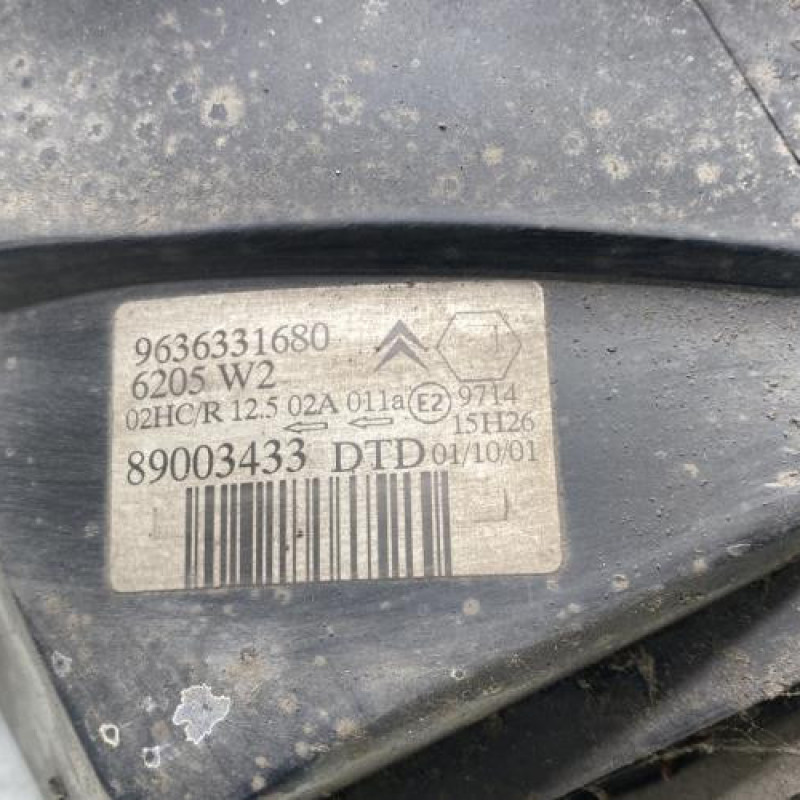 9636331680
6205 W2
02HC/R 12.5 02A 011a E2 9714
15H26
89003433 DTD 01/10/01